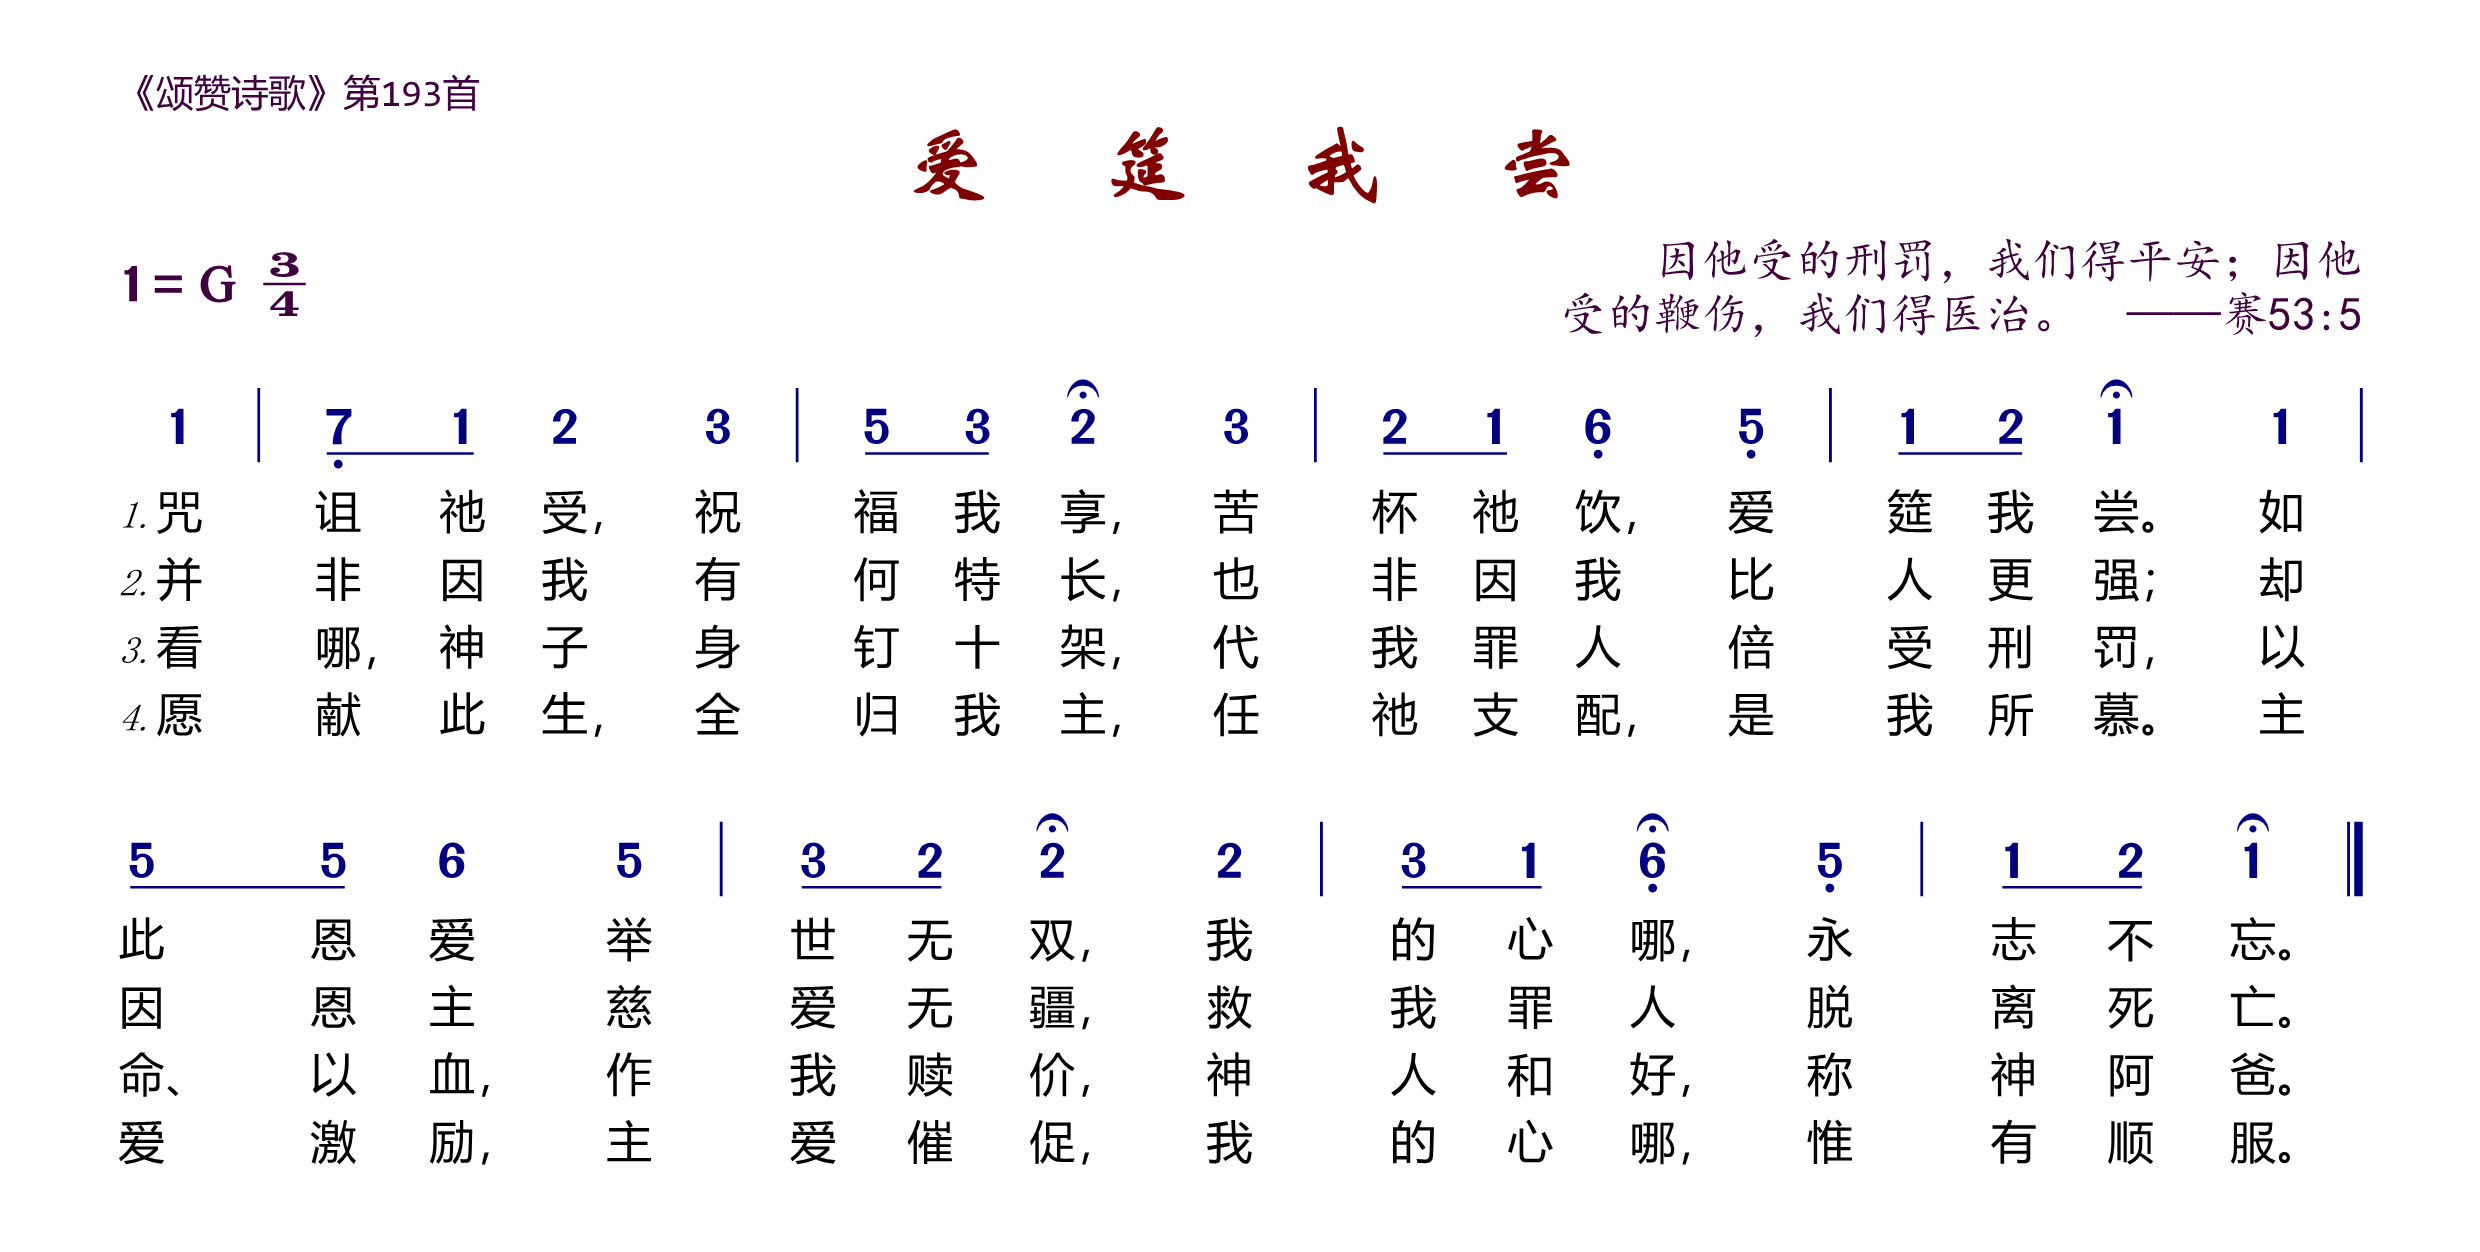 《颂赞诗歌》第193首
爱筵我尝
1=G 3/4
因他受的刑罚，我们得平安；因他
受的鞭伤，我们得医治。 ——赛53:5
1 | 7 1 2 3 | 5 3 2 3 | 2 1 6 5 | 1 2 1 1 |
1.咒诅祂受，祝福我享，苦杯祂饮，爱筵我尝。如
2.并非因我有何特长，也非因我比人更强；却
3.看哪，神子身钉十架，代我罪人倍受刑罚，以
4.愿献此生，全归我主，任祂支配，是我所慕。主
5 5 6 5 | 3 2 2 2 | 3 1 6 5 | 1 2 1 ‖
此恩爱举世无双，我的心哪，永志不忘。
因恩主慈爱无疆，救我罪人脱离死亡。
命、以血，作我赎价，神人和好，称神阿爸。
爱激励，主爱催促，我的心哪，惟有顺服。